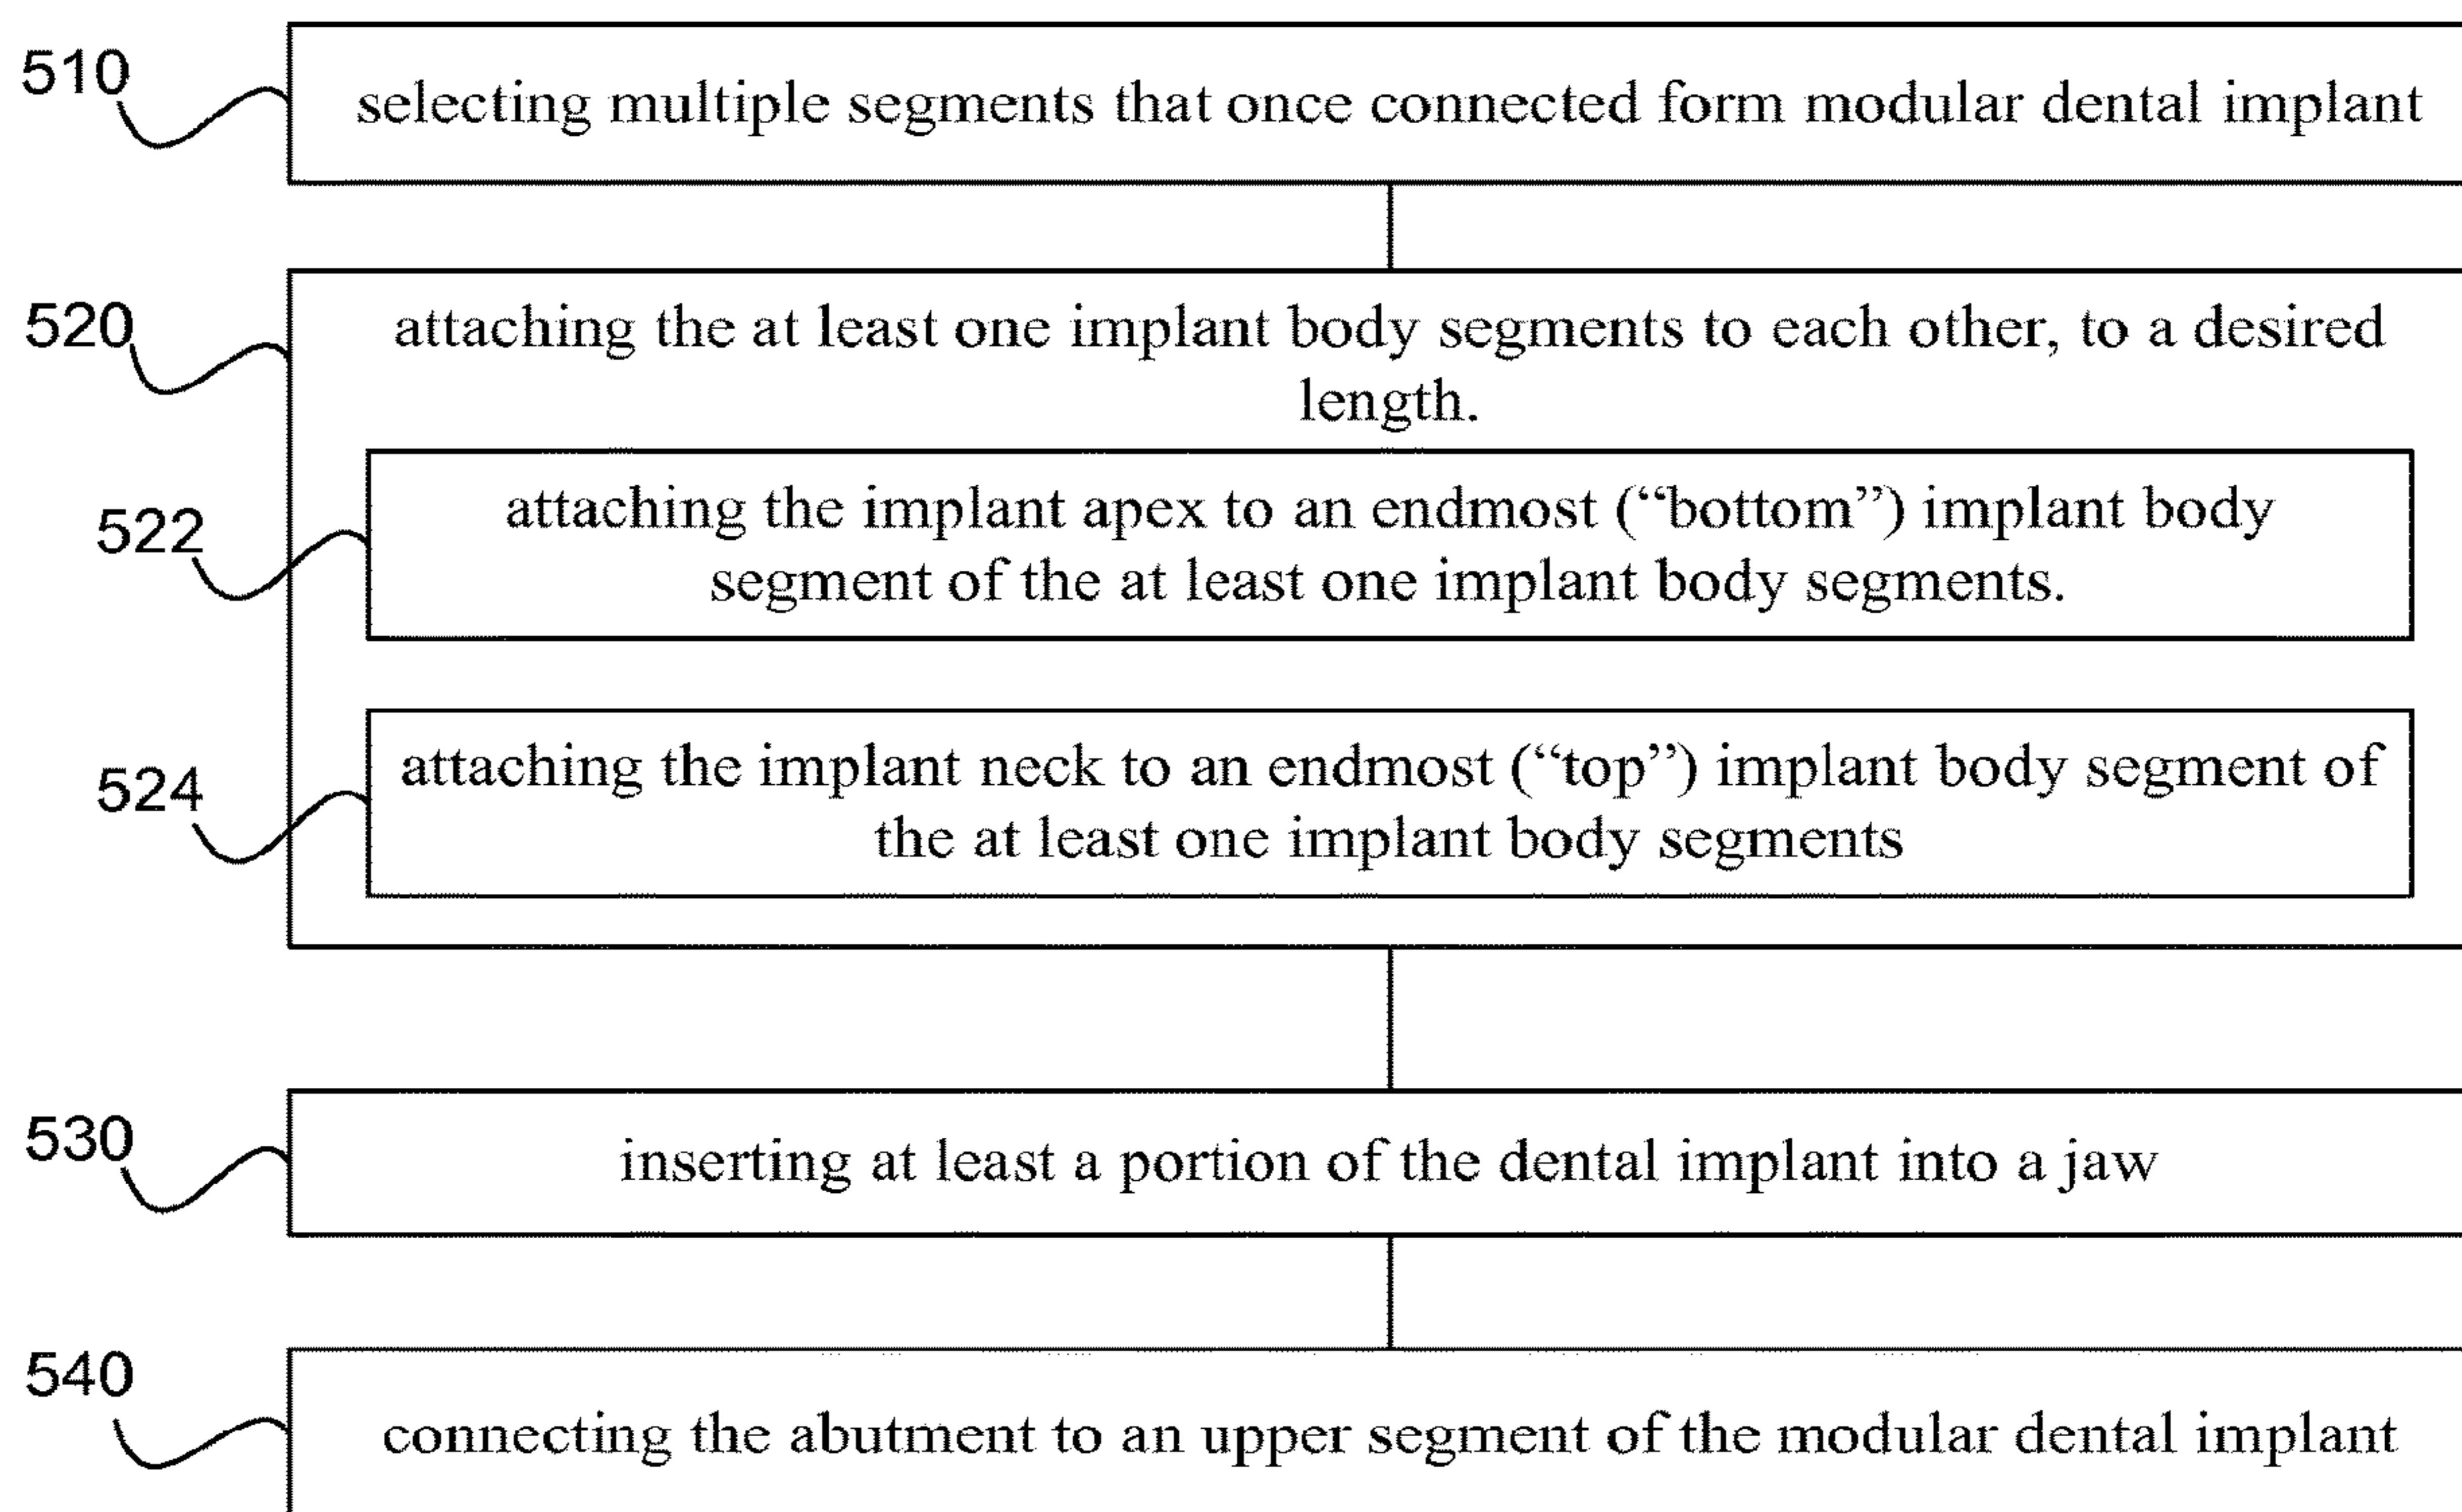 510
selecting multiple segments that once connected form modular dental implant
520
attaching the at least one implant body segments to each other, to a desired
length.
522
attaching the implant apex to an endmost (“bottom”) implant body
segment of the at least one implant body segments.
524
attaching the implant neck to an endmost (“top”) implant body segment of
the at least one implant body segments
530
inserting at least a portion of the dental implant into a jaw
540
connecting the abutment to an upper segment of the modular dental implant